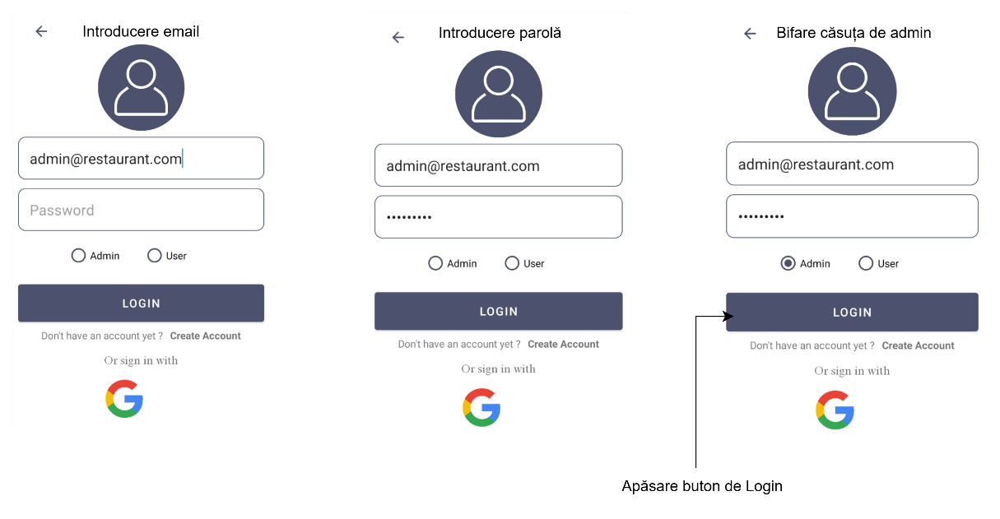 Introducere email
admin@restaurant.com
Password
Admin User
LOGIN
Don't have an account yet ? Create Account
Or sign in with
Introducere parolă
admin@restaurant.com
•••••••••
Admin User
LOGIN
Don't have an account yet ? Create Account
Or sign in with
Bifare căsuța de admin
admin@restaurant.com
•••••••••
Admin User
LOGIN
Don't have an account yet ? Create Account
Or sign in with
Apăsare buton de Login